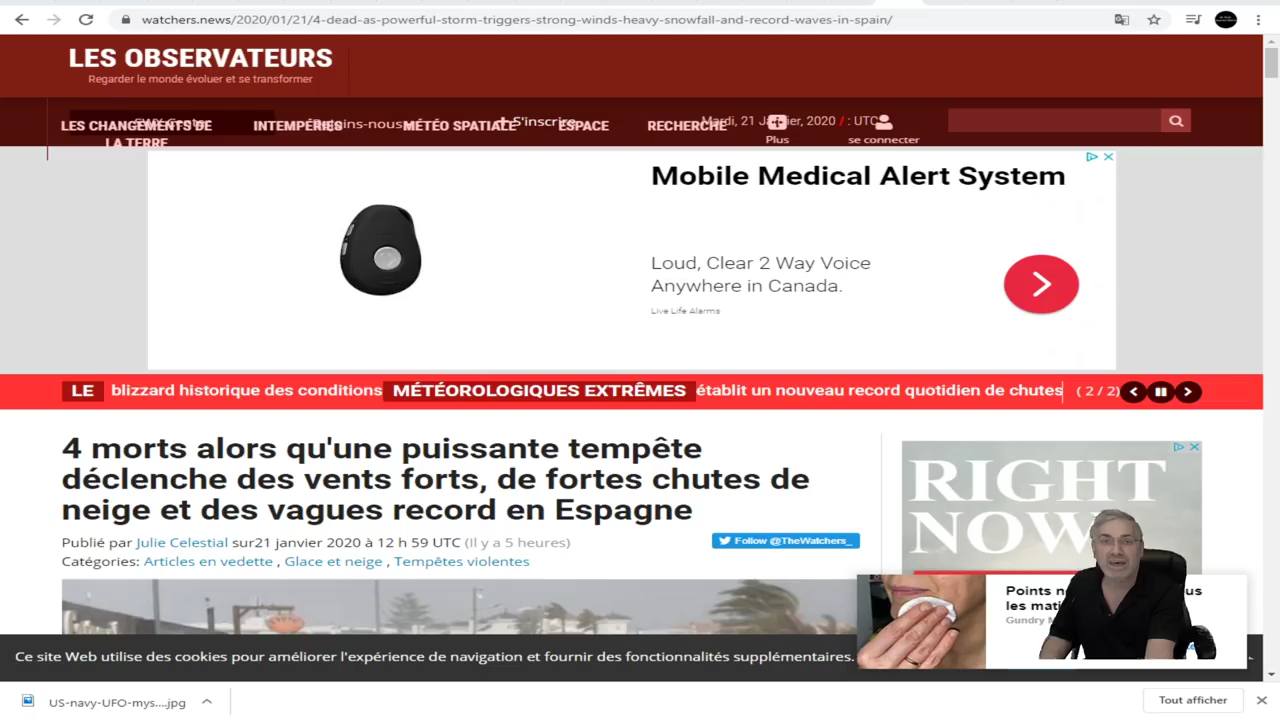 watchers.news/2020/01/21/4-dead-as-powerful-storm-triggers-strong-winds-heavy-snowfall-and-record-waves-in-spain/
LES OBSERVATEURS
Regarder le monde évoluer et se transformer
LES CHANGEMENTS DE LA TERRE
INTEMPÉRIES
MÉTÉO SPATIALE
S'inscrire
ESPACE
RECHERCHE
Mardi, 21 Janvier, 2020 / : UTC
Plus
se connecter
Mobile Medical Alert System
Loud, Clear 2 Way Voice
Anywhere in Canada.
Live Life Alarms
LE blizzard historique des conditions MÉTÉOROLOGIQUES EXTRÊMES établit un nouveau record quotidien de chutes ( 2 / 2 )
4 morts alors qu'une puissante tempête
déclenche des vents forts, de fortes chutes de
neige et des vagues record en Espagne
Publié par Julie Celestial sur21 janvier 2020 à 12 h 59 UTC (Il y a 5 heures)
Follow @TheWatchers_
Catégories: Articles en vedette , Glace et neige , Tempêtes violentes
RIGHT
NOW
Points
les
Gundry
Ce site Web utilise des cookies pour améliorer l'expérience de navigation et fournir des fonctionnalités supplémentaires.
US-navy-UFO-mys....jpg
Tout afficher